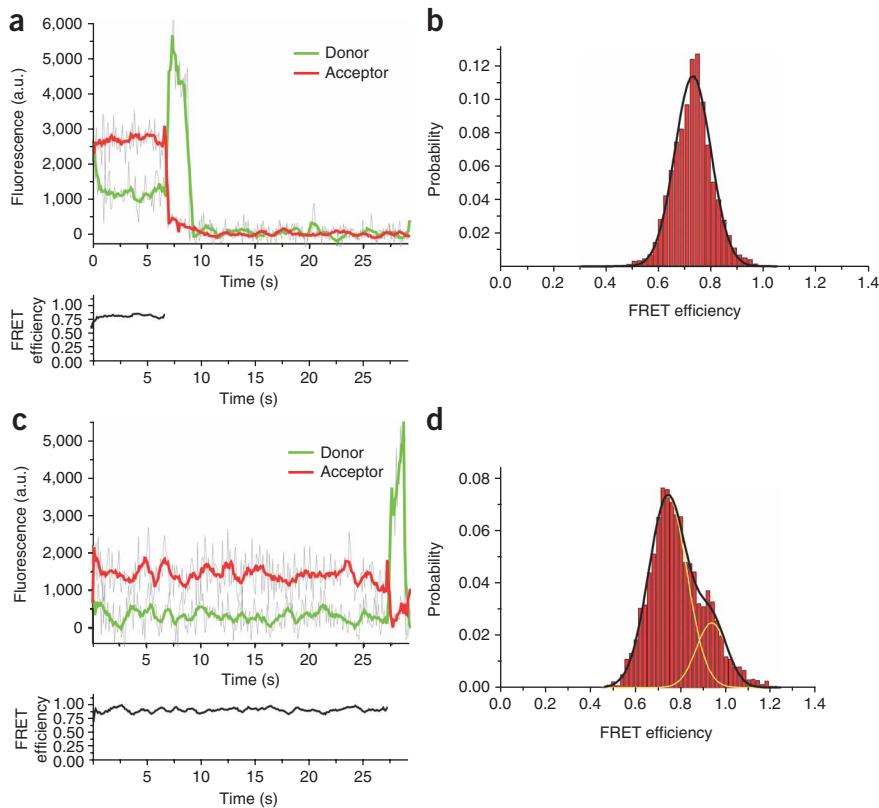 a
6,000
5,000
4,000
3,000
2,000
1,000
0
Fluorescence (a.u.)
Donor
Acceptor
0 5 10 15 20 25
Time (s)
1.00
0.75
0.50
0.25
0.00
FRET
efficiency
5 10 15 20 25
Time (s)
b
0.12
0.10
0.08
0.06
0.04
0.02
Probability
0.0 0.2 0.4 0.6 0.8 1.0 1.2 1.4
FRET efficiency
c
5,000
4,000
3,000
2,000
1,000
0
Fluorescence (a.u.)
Donor
Acceptor
5 10 15 20 25
Time (s)
1.00
0.75
0.50
0.25
0.00
FRET
efficiency
5 10 15 20 25
Time (s)
d
0.08
0.06
0.04
0.02
0.00
Probability
0.0 0.2 0.4 0.6 0.8 1.0 1.2 1.4
FRET efficiency